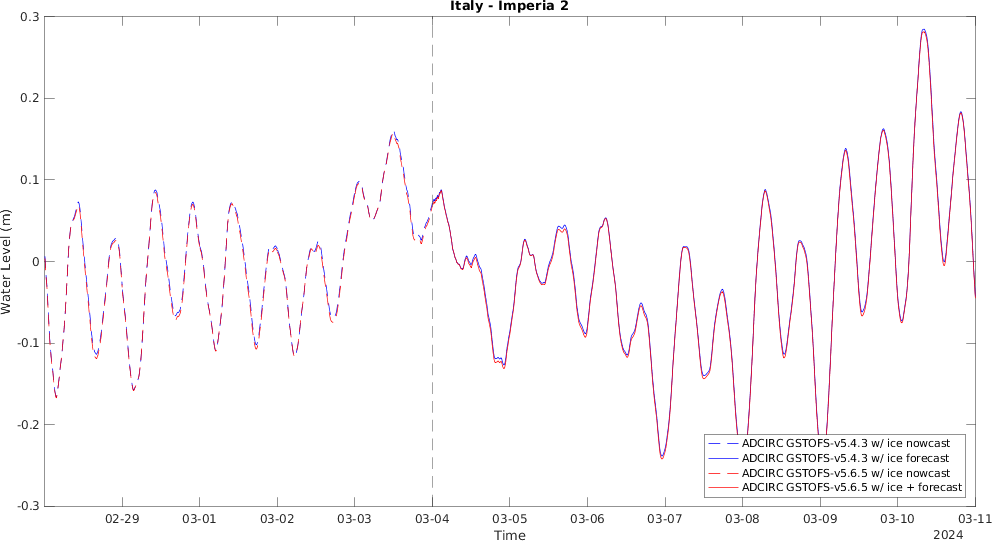 Italy - Imperia 2
Water Level (m)
0.3
0.2
0.1
0
-0.1
-0.2
-0.3
ADCIRC GSTOFS-v5.4.3 w/ ice nowcast
ADCIRC GSTOFS-v5.4.3 w/ ice forecast
ADCIRC GSTOFS-v5.6.5 w/ ice nowcast
ADCIRC GSTOFS-v5.6.5 w/ ice + forecast
02-29 03-01 03-02 03-03 03-04 03-05 03-06 03-07 03-08 03-09 03-10 03-11
Time
2024